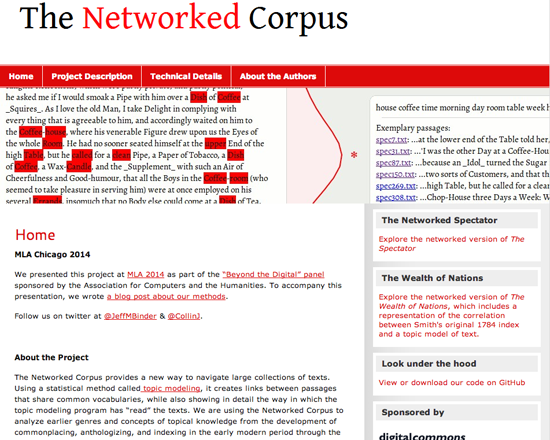 The Networked Corpus
Home Project Description Technical Details About the Authors
he asked me if I would smoak a Pipe with him over a Dish of Coffee at
_Squires_. As I love the old Man, I take Delight in complying with
every thing that is agreeable to him, and accordingly waited on him to
the Coffee-house, where his venerable Figure drew upon us the Eyes of
the whole Room. He had no sooner seated himself at the upper End of the
high Table, but he called for a clean Pipe, a Paper of Tobacco, a Dish
of Coffee, a Wax-Candle, and the _Supplement_ with such an Air of
Cheerfulness and Good-humour, that all the Boys in the Coffee-room (who
seemed to take pleasure in serving him) were at once employed on his
several Errands, insomuch that no Body else could come at a Dish of Tea,
*
house coffee time morning day room table week h
Exemplary passages:
spec7.txt: ...at the lower end of the Table told her,
spec31.txt: ...'I was the other Day at a Coffee-Hou
spec87.txt: ...because an _Idol_ turned the Sugar
spec150.txt: ...two sorts of Customers, and that th
spec269.txt: ...high Table, but he called for a clea
spec308.txt: ...Chop-House three Days a Week: W
Home
MLA Chicago 2014
We presented this project at MLA 2014 as part of the “Beyond the Digital” panel
sponsored by the Association for Computers and the Humanities. To accompany this
presentation, we wrote a blog post about our methods.
Follow us on twitter at @JeffMBinder & @CollinJ.
About the Project
The Networked Corpus provides a new way to navigate large collections of texts.
Using a statistical method called topic modeling, it creates links between passages
that share common vocabularies, while also showing in detail the way in which the
topic modeling program has “read” the texts. We are using the Networked Corpus to
analyze earlier genres and concepts of topical knowledge from the development of
commonplacing, anthologizing, and indexing in the early modern period through the
The Networked Spectator
Explore the networked version of The
Spectator
The Wealth of Nations
Explore the networked version of The
Wealth of Nations, which includes a
representation of the correlation
between Smith's original 1784 index
and a topic model of text.
Look under the hood
View or download our code on GitHub
Sponsored by
digitalcommons